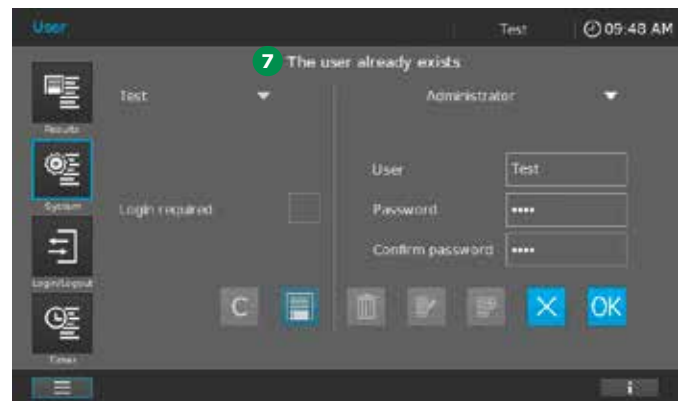 User
Test
09:48 AM
7 The user already exists
Test
Administrator
Results
System
Login/Logout
Timer
Login required
User
Test
Password
••••
Confirm password
••••
C
OK
i